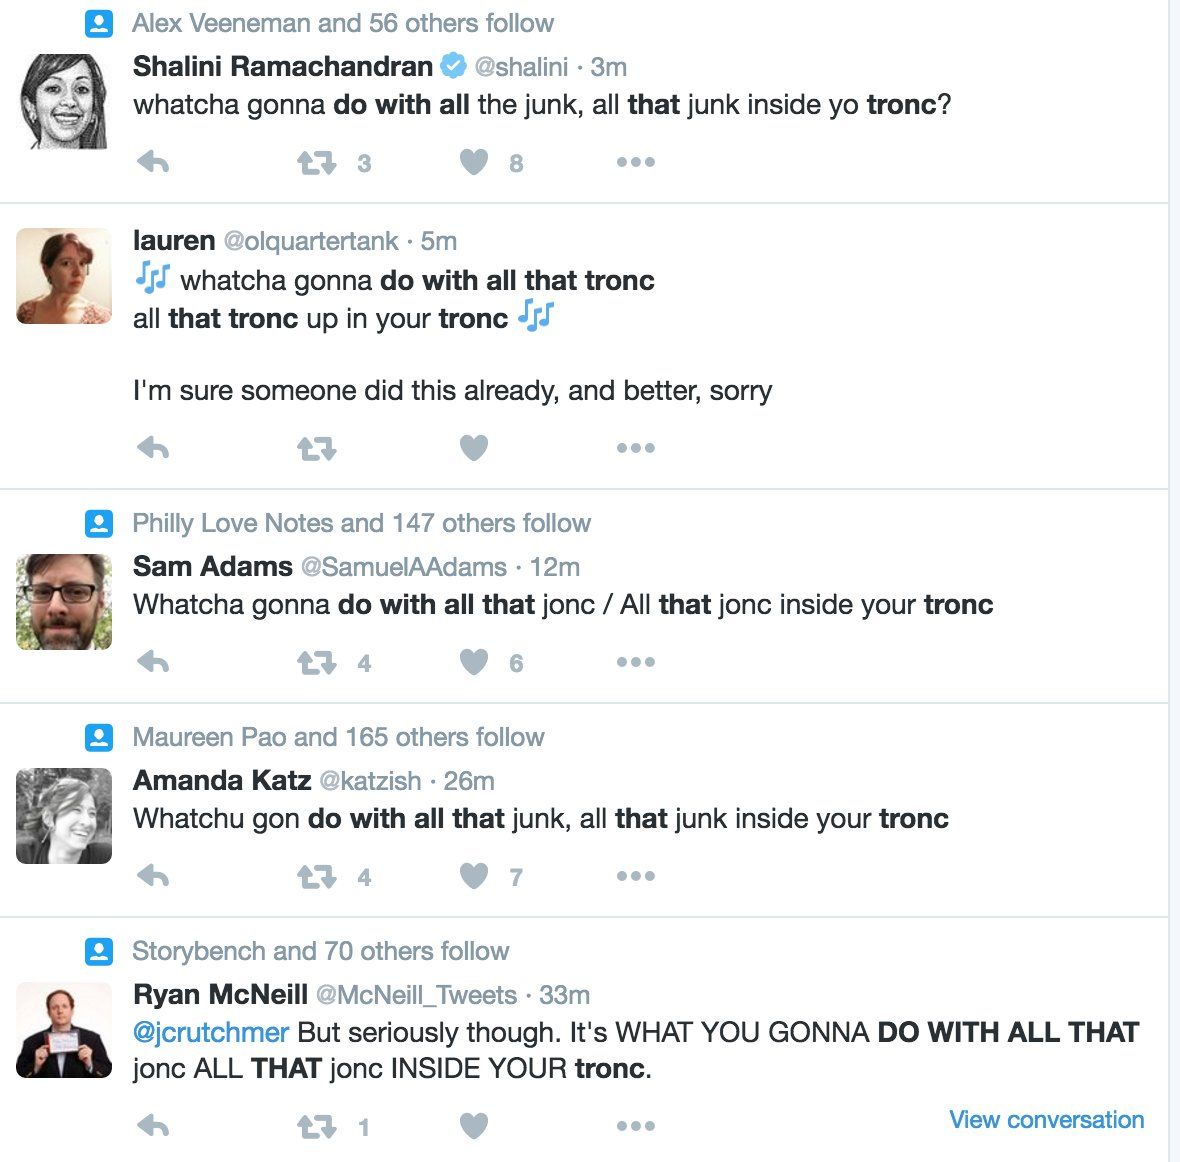 Alex Veeneman and 56 others follow
Shalini Ramachandran @shalini · 3m
whatcha gonna do with all the junk, all that junk inside yo tronc?
3 8
lauren @olquartertank · 5m
🎶 whatcha gonna do with all that tronc
all that tronc up in your tronc 🎶
I'm sure someone did this already, and better, sorry
Philly Love Notes and 147 others follow
Sam Adams @SamuelAAdams · 12m
Whatcha gonna do with all that jonc / All that jonc inside your tronc
4 6
Maureen Pao and 165 others follow
Amanda Katz @katzish · 26m
Whatchu gon do with all that junk, all that junk inside your tronc
4 7
Storybench and 70 others follow
Ryan McNeill @McNeill_Tweets · 33m
@jcrutchmer But seriously though. It's WHAT YOU GONNA DO WITH ALL THAT
jonc ALL THAT jonc INSIDE YOUR tronc.
1 View conversation